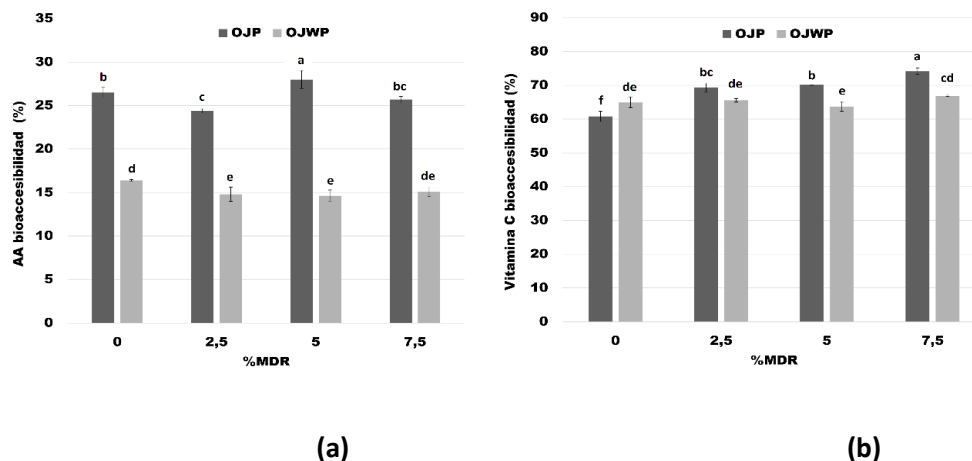 35
OJP OJWP
30
a
b
bc
25
c
20
d
de
e
e
15
10
5
0
0 2,5 5 7,5
%MDR
AA bioaccesibilidad (%)
(a)
90
OJP OJWP
80
a
bc
b
70
de
de
cd
f
e
60
50
40
30
20
10
0
0 2,5 5 7,5
%MDR
Vitamina C bioaccesibilidad (%)
(b)